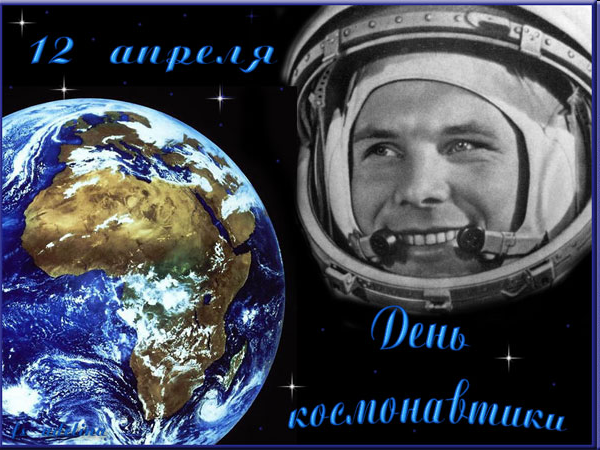 12 апреля
День
космонавтики